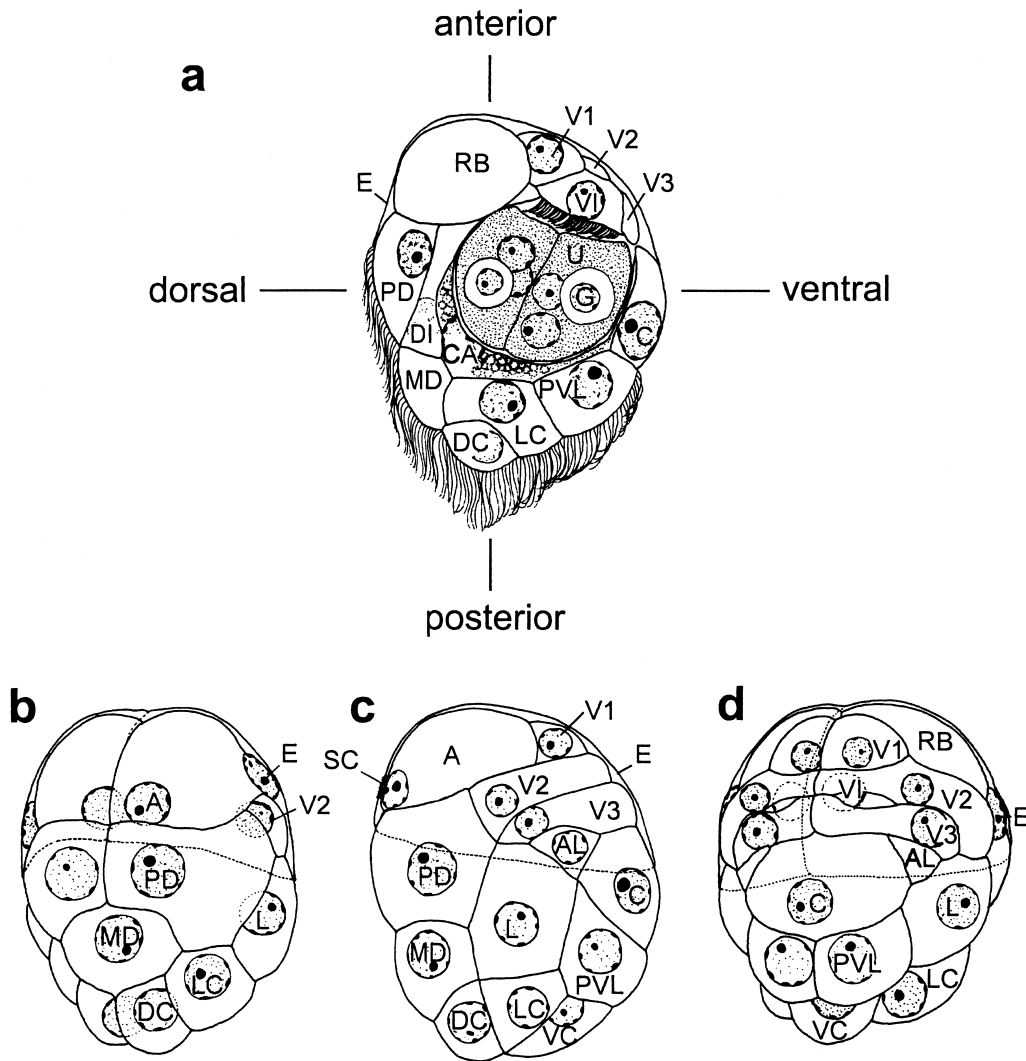 anterior
a
V1
V2
RB
E
V3
VI
U
dorsal
ventral
PD
G
C
DI
CA
MD
PVL
DC
LC
posterior
b
E
A
V2
PD
L
MD
LC
DC
c
V1
SC
A
E
V2
V3
AL
PD
C
L
MD
PVL
DC
LC
VC
d
V1
RB
VI
V2
E
V3
AL
C
L
PVL
LC
VC